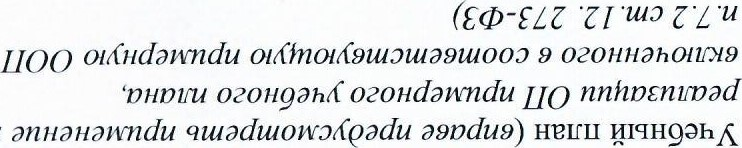 Учебный план (вправе предусмотреть применение
реализации ОП примерного учебного плана,
включенного в соответствующую примерную ООП
п.7.2 ст.12. 273-ФЗ)